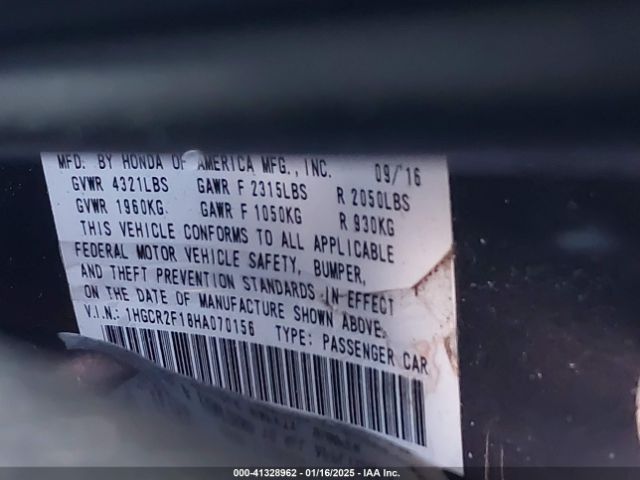 MFD. BY HONDA OF AMERICA MFG., INC. 09/'16
GVWR 4321LBS GAWR F 2315LBS R 2050LBS
GVWR 1960KG GAWR F 1050KG R 930KG
THIS VEHICLE CONFORMS TO ALL APPLICABLE
FEDERAL MOTOR VEHICLE SAFETY, BUMPER,
AND THEFT PREVENTION STANDARDS IN EFFECT
ON THE DATE OF MANUFACTURE SHOWN ABOVE.
V.I.N.: 1HGCR2F18HA070156 TYPE: PASSENGER CAR
000-41328962 - 01/16/2025 - IAA Inc.